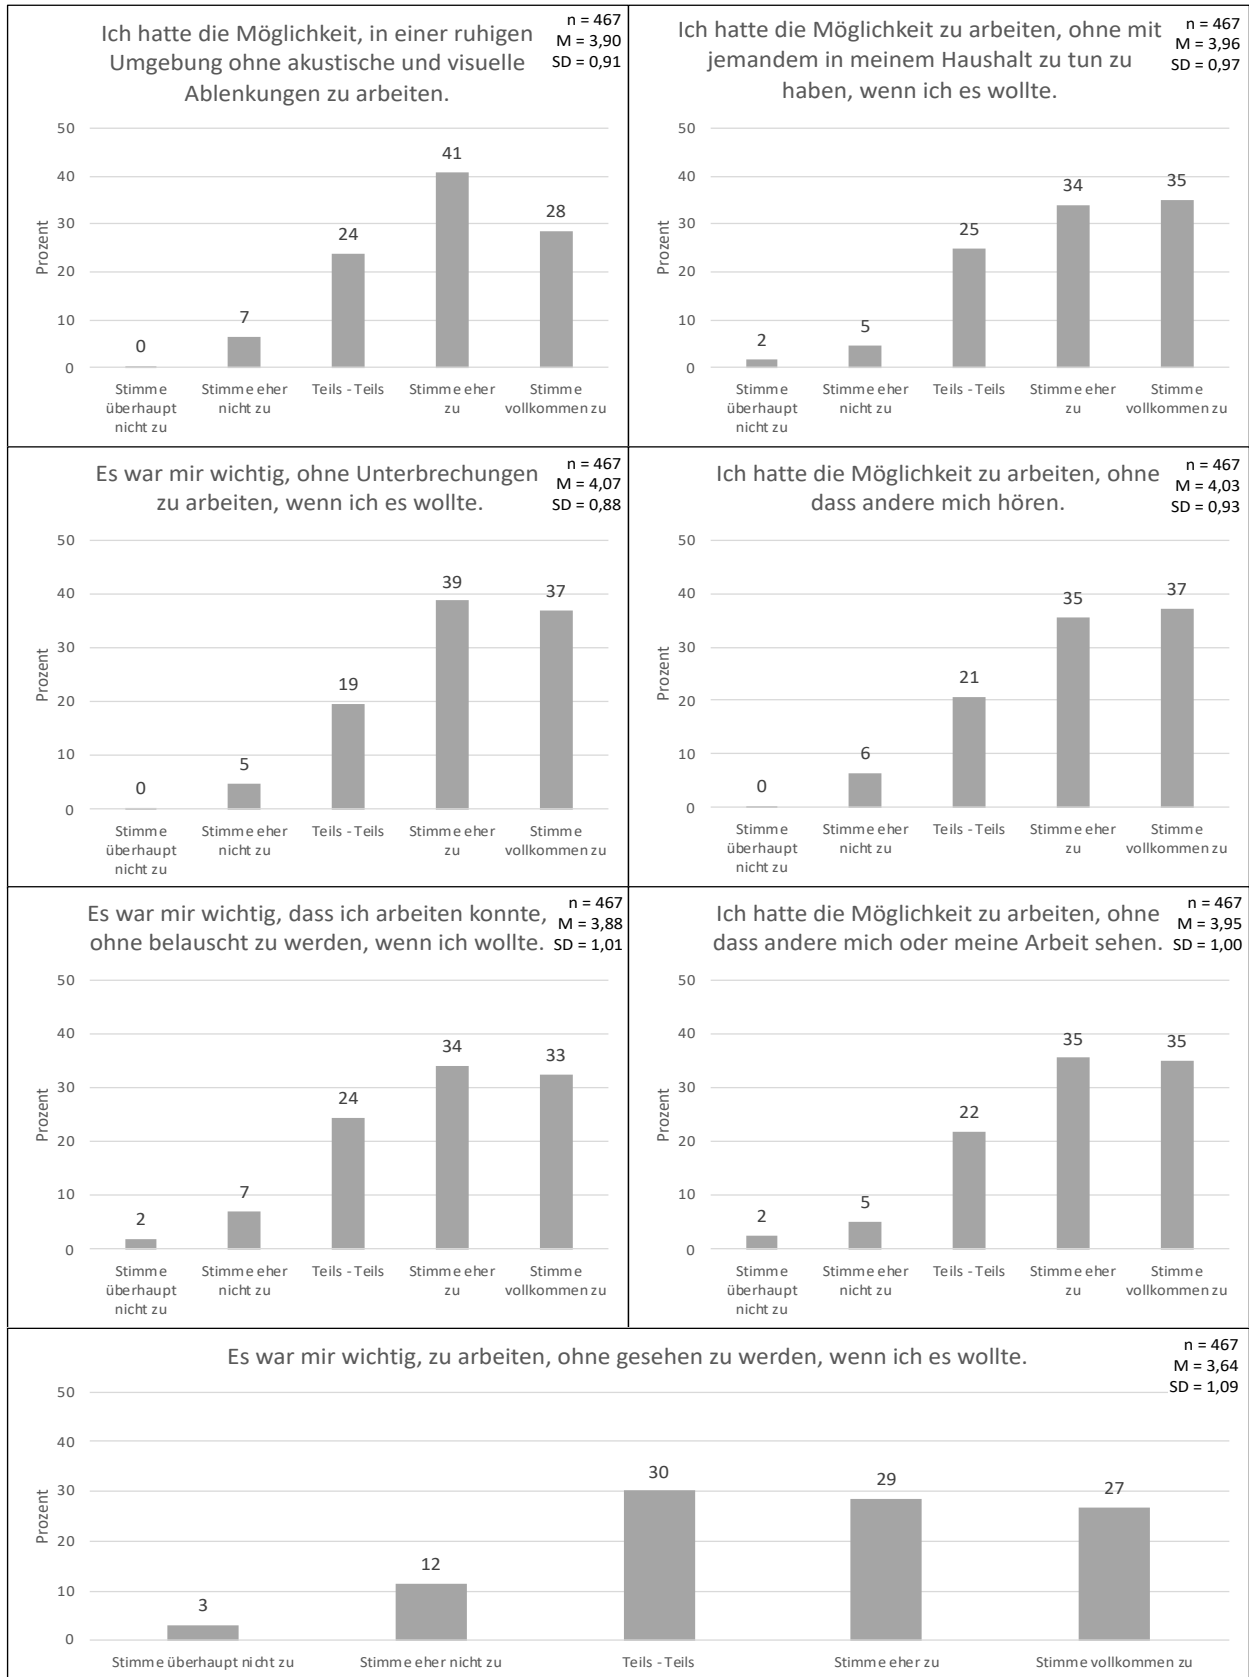 Ich hatte die Möglichkeit, in einer ruhigen
Umgebung ohne akustische und visuelle
Ablenkungen zu arbeiten.
n = 467
M = 3,90
SD = 0,91
50
40
30
20
10
0
Prozent
0
7
24
41
28
Stimme
überhaupt
nicht zu
Stimme eher
nicht zu
Teils - Teils
Stimme eher
zu
Stimme
vollkommen zu
Ich hatte die Möglichkeit zu arbeiten, ohne mit
jemandem in meinem Haushalt zu tun zu
haben, wenn ich es wollte.
n = 467
M = 3,96
SD = 0,97
50
40
30
20
10
0
Prozent
2
5
25
34
35
Stimme
überhaupt
nicht zu
Stimme eher
nicht zu
Teils - Teils
Stimme eher
zu
Stimme
vollkommen zu
Es war mir wichtig, ohne Unterbrechungen
zu arbeiten, wenn ich es wollte.
n = 467
M = 4,07
SD = 0,88
50
40
30
20
10
0
Prozent
0
5
19
39
37
Stimme
überhaupt
nicht zu
Stimme eher
nicht zu
Teils - Teils
Stimme eher
zu
Stimme
vollkommen zu
Ich hatte die Möglichkeit zu arbeiten, ohne
dass andere mich hören.
n = 467
M = 4,03
SD = 0,93
50
40
30
20
10
0
Prozent
0
6
21
35
37
Stimme
überhaupt
nicht zu
Stimme eher
nicht zu
Teils - Teils
Stimme eher
zu
Stimme
vollkommen zu
Es war mir wichtig, dass ich arbeiten konnte,
ohne belauscht zu werden, wenn ich wollte.
n = 467
M = 3,88
SD = 1,01
50
40
30
20
10
0
Prozent
2
7
24
34
33
Stimme
überhaupt
nicht zu
Stimme eher
nicht zu
Teils - Teils
Stimme eher
zu
Stimme
vollkommen zu
Ich hatte die Möglichkeit zu arbeiten, ohne
dass andere mich oder meine Arbeit sehen.
n = 467
M = 3,95
SD = 1,00
50
40
30
20
10
0
Prozent
2
5
22
35
35
Stimme
überhaupt
nicht zu
Stimme eher
nicht zu
Teils - Teils
Stimme eher
zu
Stimme
vollkommen zu
Es war mir wichtig, zu arbeiten, ohne gesehen zu werden, wenn ich es wollte.
n = 467
M = 3,64
SD = 1,09
50
40
30
20
10
0
Prozent
3
12
30
29
27
Stimme überhaupt nicht zu
Stimme eher nicht zu
Teils - Teils
Stimme eher zu
Stimme vollkommen zu